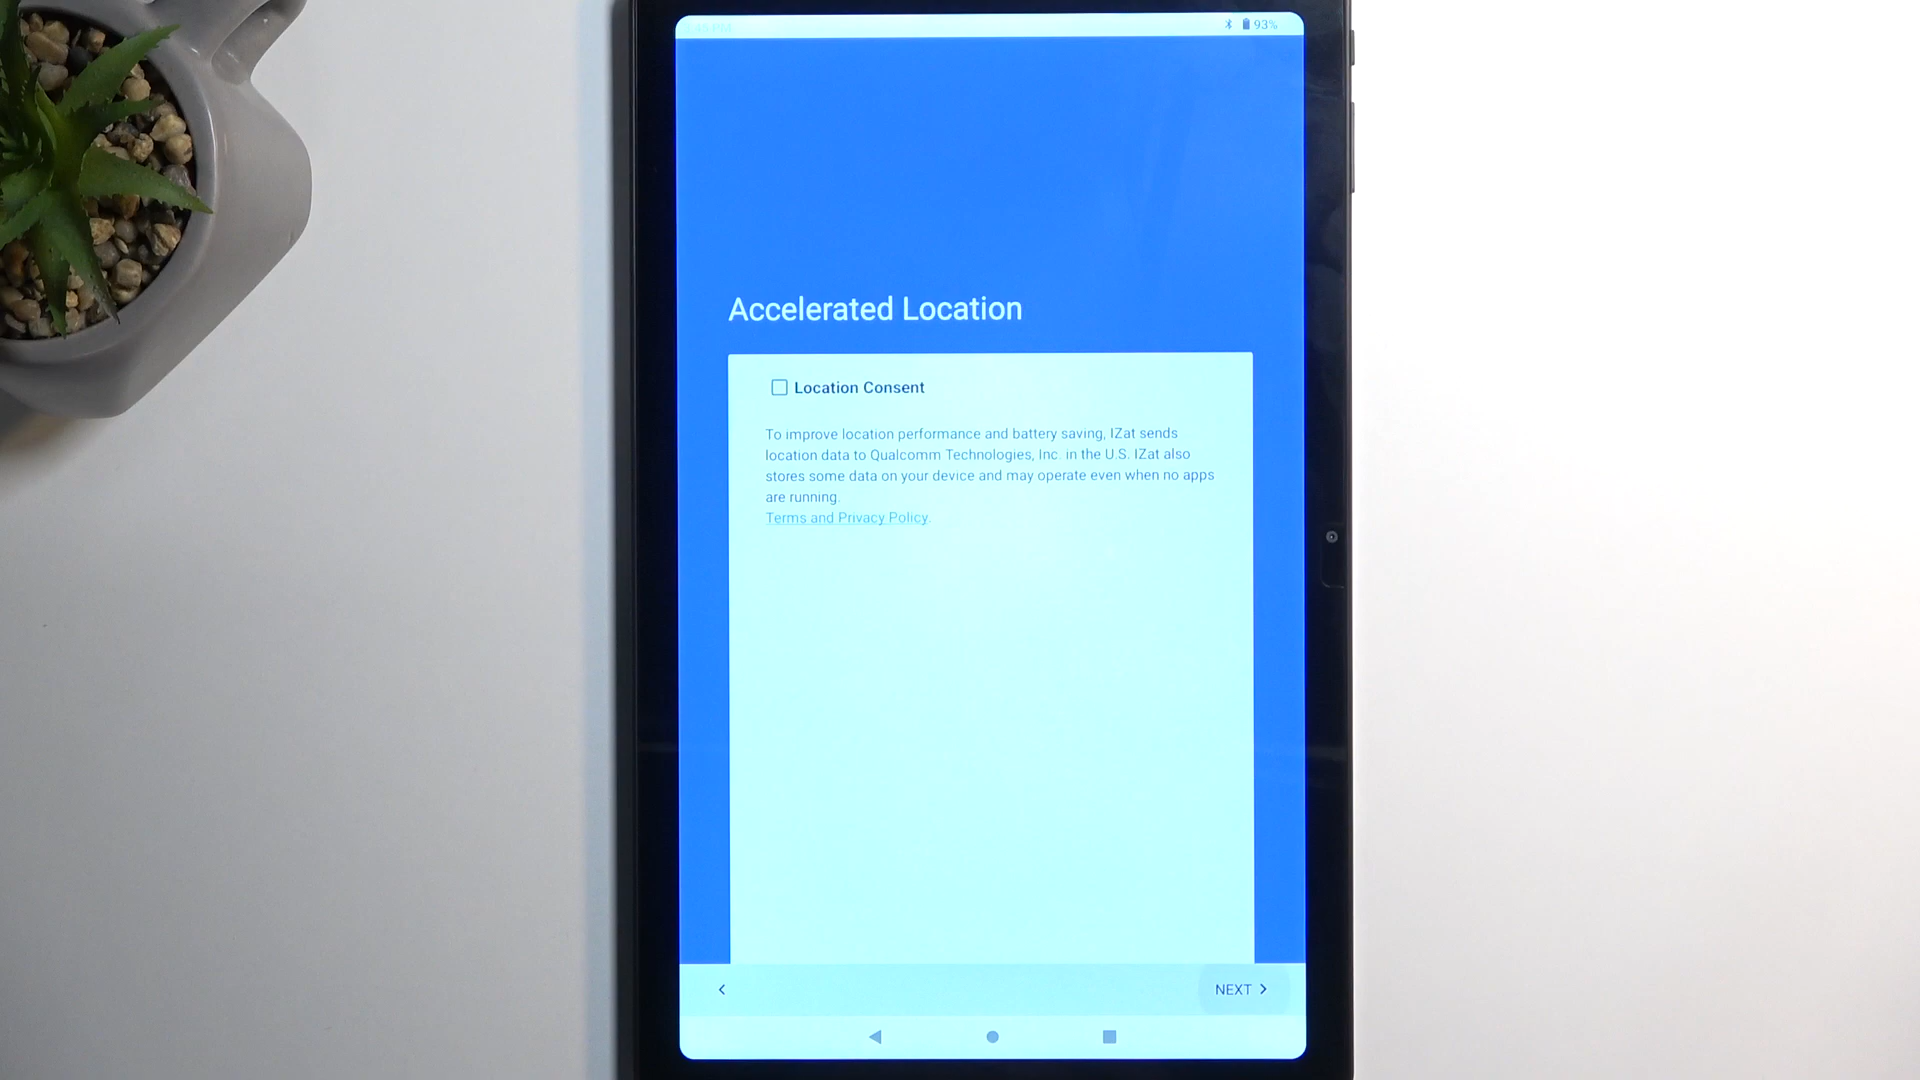 93%
Accelerated Location
Location Consent
To improve location performance and battery saving, IZat sends
location data to Qualcomm Technologies, Inc. in the U.S. IZat also
stores some data on your device and may operate even when no apps
are running.
Terms and Privacy Policy.
NEXT